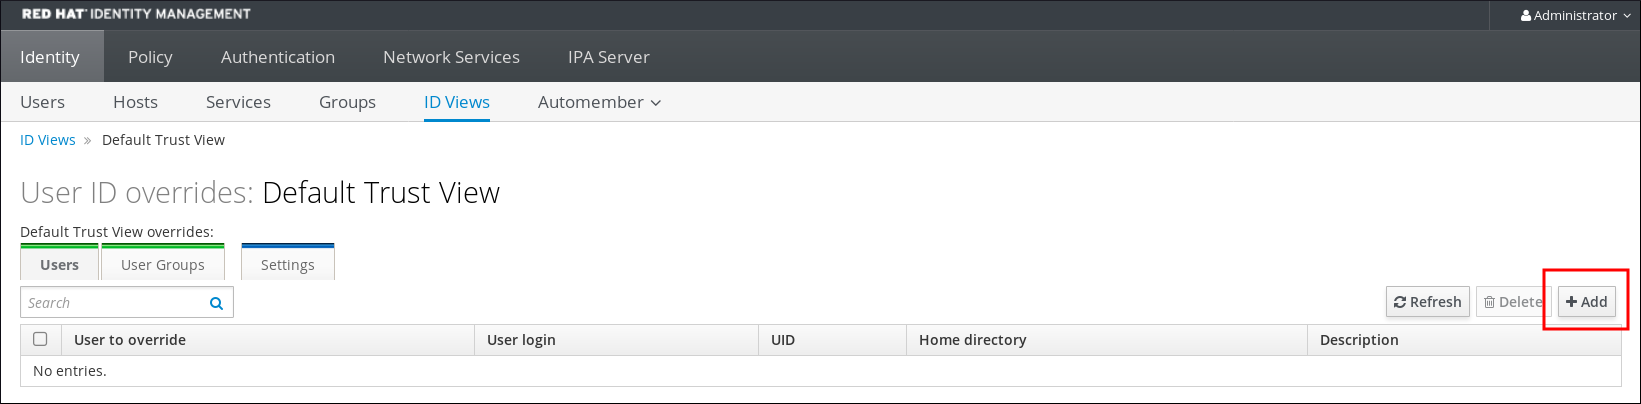 RED HAT® IDENTITY MANAGEMENT
Administrator
Identity Policy Authentication Network Services IPA Server
Users Hosts Services Groups ID Views Automember
ID Views » Default Trust View
User ID overrides: Default Trust View
Default Trust View overrides:
Users User Groups Settings
Search Refresh Delete Add
User to override User login UID Home directory Description
No entries.